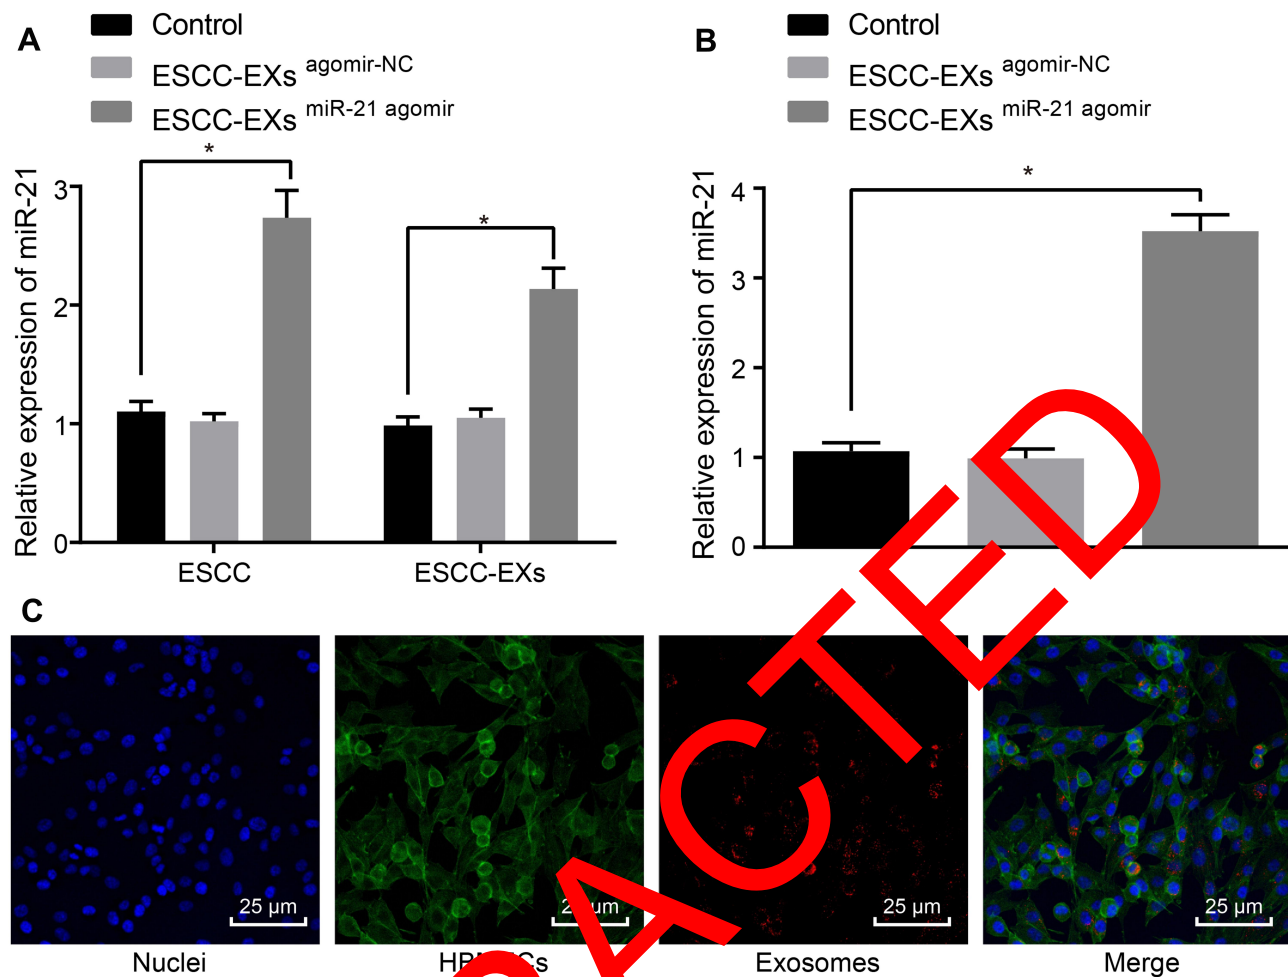 A
Control
ESCC-EXs agomir-NC
ESCC-EXs miR-21 agomir
Relative expression of miR-21
3
2
1
0
*
*
ESCC
ESCC-EXs
B
Control
ESCC-EXs agomir-NC
ESCC-EXs miR-21 agomir
Relative expression of miR-21
4
3
2
1
0
*
C
25 µm
25 µm
25 µm
Nuclei
Exosomes
Merge